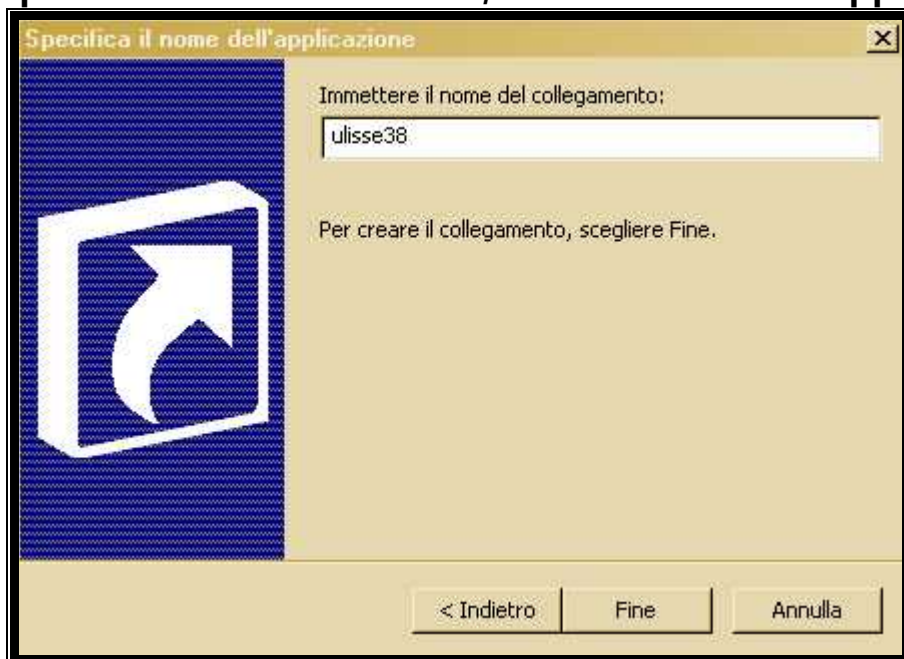 Specifica il nome dell'applicazione
Immettere il nome del collegamento:
ulisse38
Per creare il collegamento, scegliere Fine.
< Indietro
Fine
Annulla